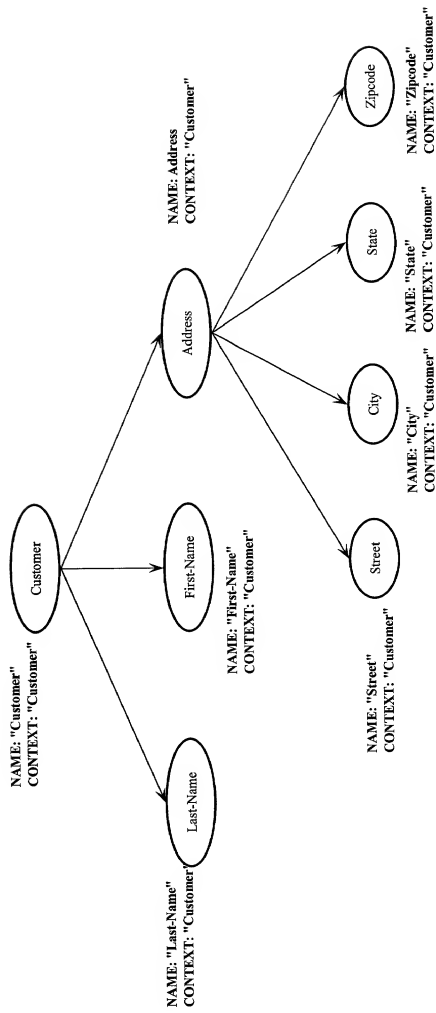 NAME: "Customer"
CONTEXT: "Customer"
Customer
NAME: "Last-Name"
CONTEXT: "Customer"
Last-Name
First-Name
NAME: "First-Name"
CONTEXT: "Customer"
Address
NAME: Address
CONTEXT: "Customer"
NAME: "Street"
CONTEXT: "Customer"
Street
City
NAME: "City"
CONTEXT: "Customer"
State
NAME: "State"
CONTEXT: "Customer"
Zipcode
NAME: "Zipcode"
CONTEXT: "Customer"